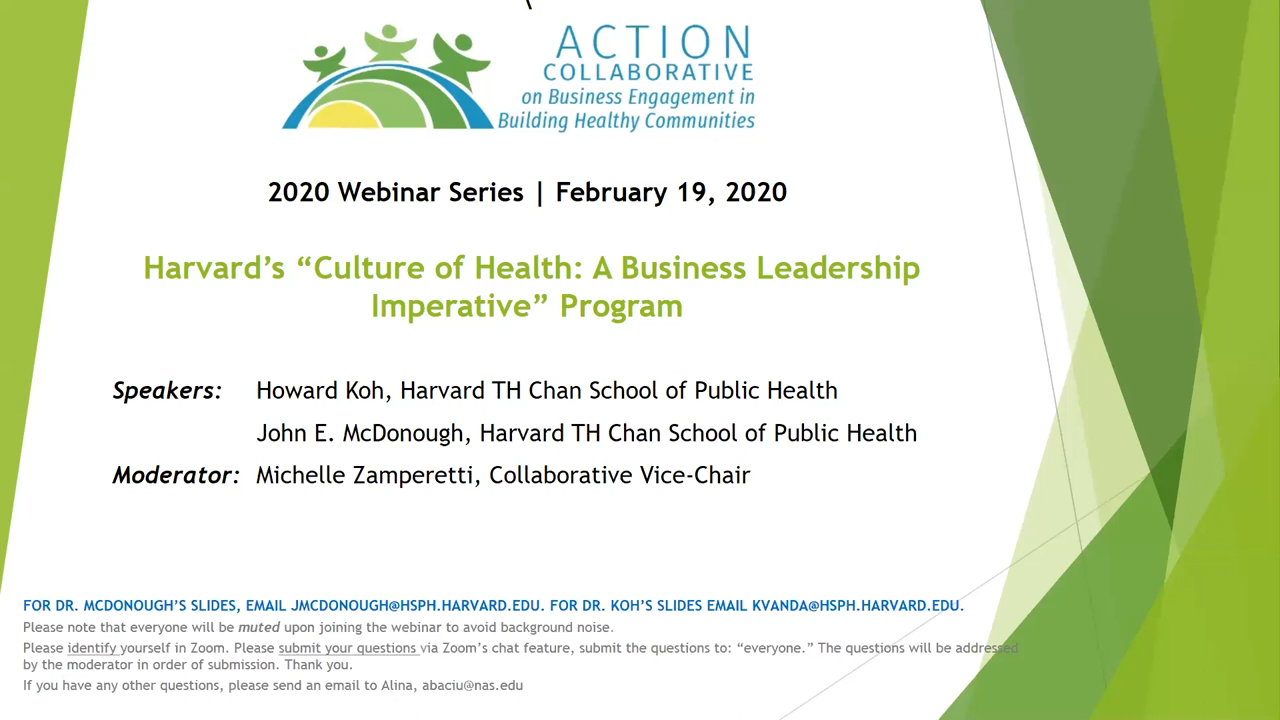 ACTION
COLLABORATIVE
on Business Engagement in
Building Healthy Communities
2020 Webinar Series | February 19, 2020
Harvard’s “Culture of Health: A Business Leadership
Imperative” Program
Speakers: Howard Koh, Harvard TH Chan School of Public Health
John E. McDonough, Harvard TH Chan School of Public Health
Moderator: Michelle Zamperetti, Collaborative Vice-Chair
FOR DR. MCDONOUGH’S SLIDES, EMAIL JMCDONOUGH@HSPH.HARVARD.EDU. FOR DR. KOH’S SLIDES EMAIL KVANDA@HSPH.HARVARD.EDU.
Please note that everyone will be muted upon joining the webinar to avoid background noise.
Please identify yourself in Zoom. Please submit your questions via Zoom’s chat feature, submit the questions to: “everyone.” The questions will be addressed
by the moderator in order of submission. Thank you.
If you have any other questions, please send an email to Alina, abaciu@nas.edu